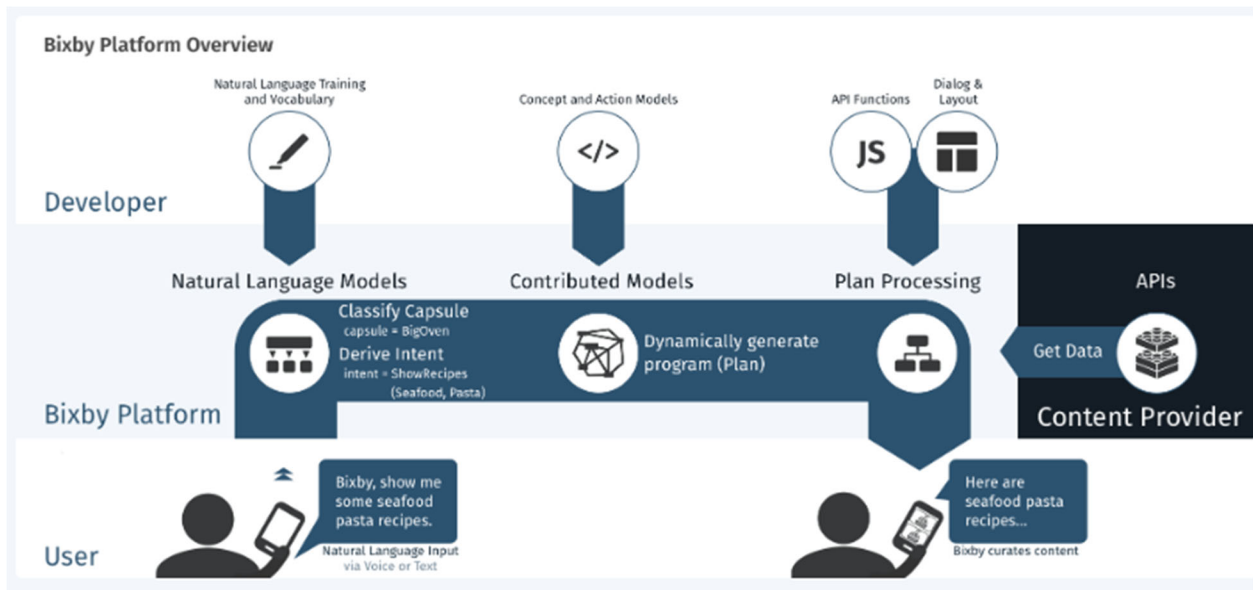 Bixby Platform Overview
Natural Language Training
and Vocabulary
Concept and Action Models
API Functions
Dialog &
Layout
</>
JS
Developer
Natural Language Models
Contributed Models
Plan Processing
APIs
Classify Capsule
capsule = BigOven
Derive Intent
intent = ShowRecipes
(Seafood, Pasta)
Dynamically generate
program (Plan)
Get Data
Bixby Platform
Content Provider
Bixby, show me
some seafood
pasta recipes.
Natural Language Input
via Voice or Text
Here are
seafood pasta
recipes...
Bixby curates content
User